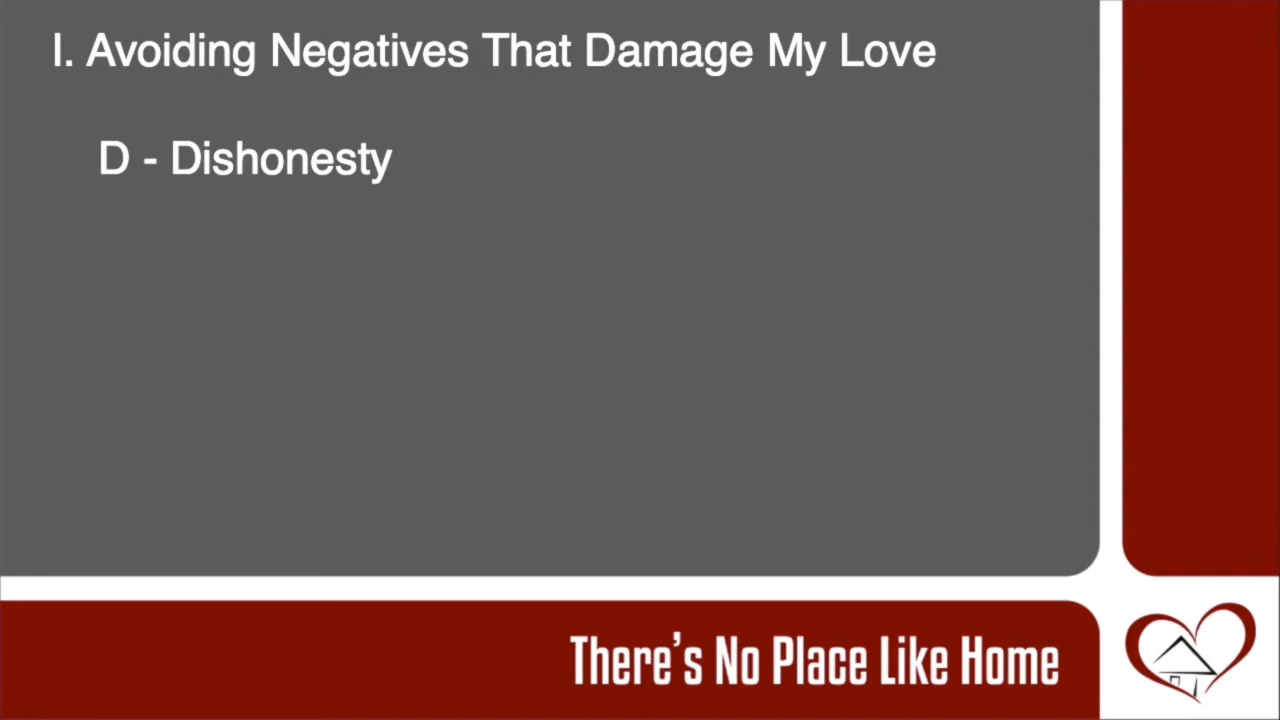 I. Avoiding Negatives That Damage My Love
D - Dishonesty
There's No Place Like Home